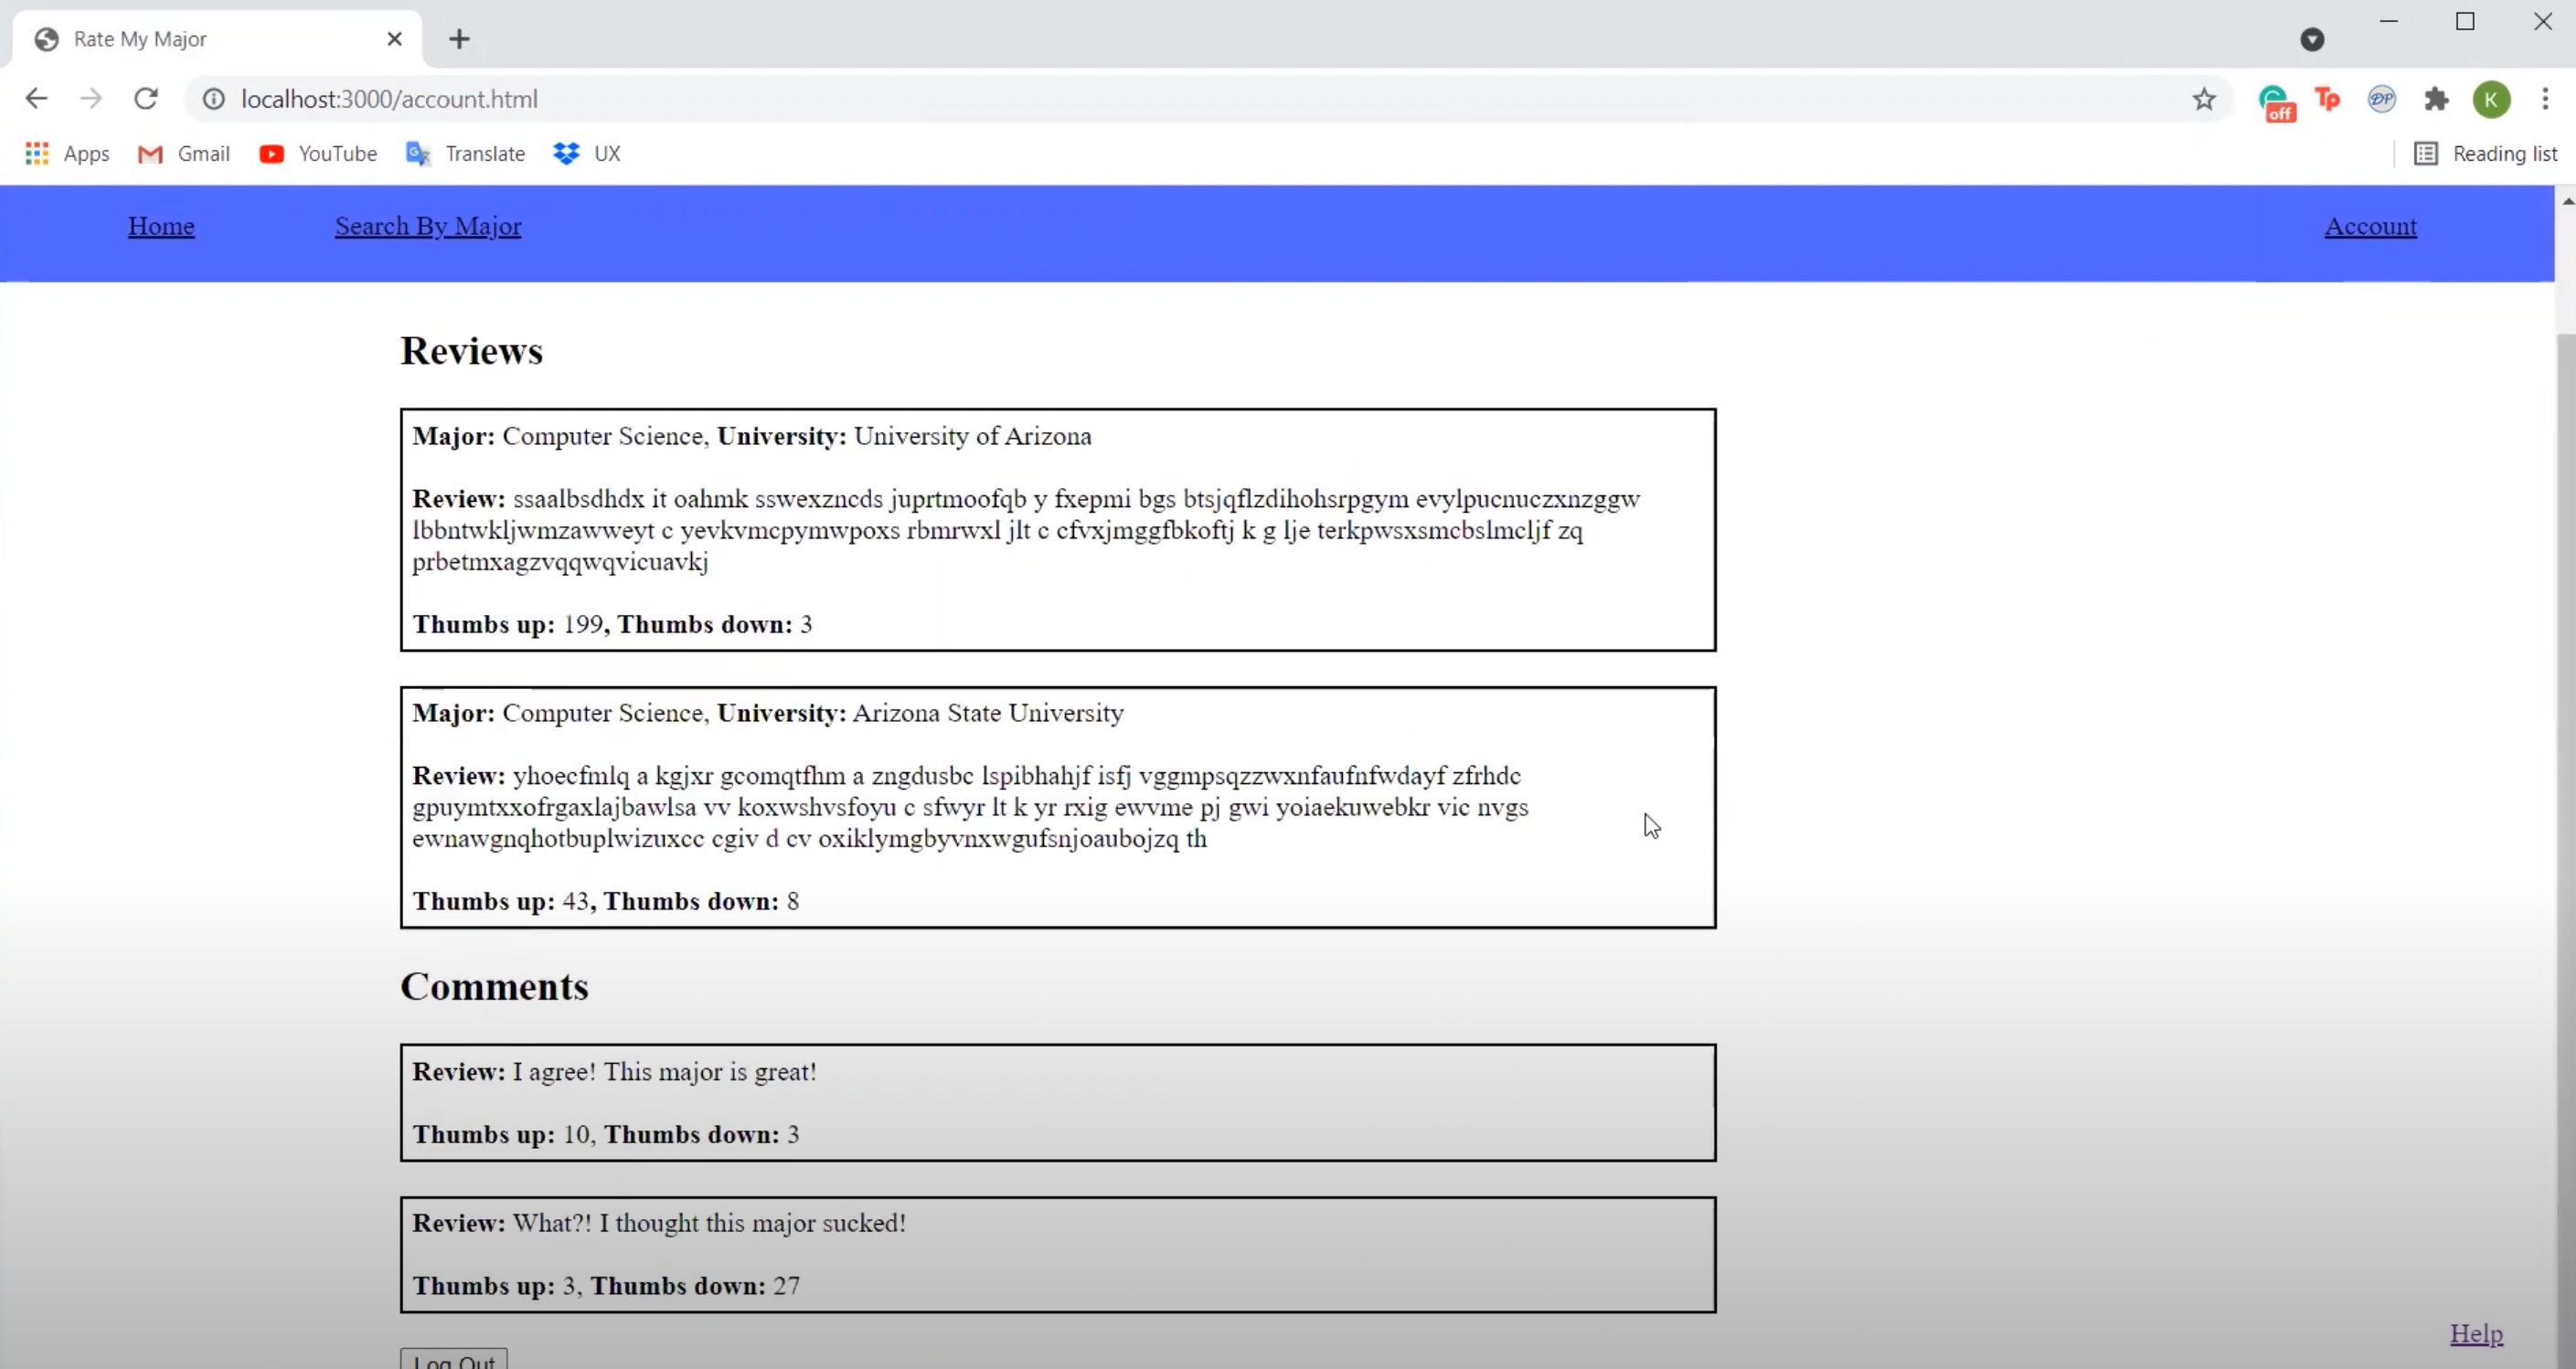 Rate My Major
localhost:3000/account.html
off
Tp
DP
K
Apps
Gmail
YouTube
Translate
UX
Reading list
Home
Search By Major
Account
Reviews
Major: Computer Science, University: University of Arizona
Review: ssaalbsdhdx it oahmk sswexzncds juprtmoofqb y fxepmi bgs btsjqflzdihohsrpgym evylpucnuczxnzggw
lbbntwkljwmzawweyt c yevkvmcpymwpoxs rbmrwxl jlt c cfvxjmggfbkoftj k g lje terkpwsxsmcbslmcljf zq
prbetmxagzvqqwqvicuavkj
Thumbs up: 199, Thumbs down: 3
Major: Computer Science, University: Arizona State University
Review: yhoecfmlq a kgjxr gcomqtfhm a zngdusbc lspibhahjf isfj vggmpsqzzwxnfaufnfwdayf zfrhdc
gpuymtxxofrgaxlajbawlsa vv koxwshvsfoyu c sfwyr lt k yr rxig ewvme pj gwi yoiaekuwebkr vic nvgs
ewnawgnqhotbuplwizuxcc cgiv d cv oxiklymgbyvnxwgufsnjoaubojzq th
Thumbs up: 43, Thumbs down: 8
Comments
Review: I agree! This major is great!
Thumbs up: 10, Thumbs down: 3
Review: What?! I thought this major sucked!
Thumbs up: 3, Thumbs down: 27
Help
Log Out